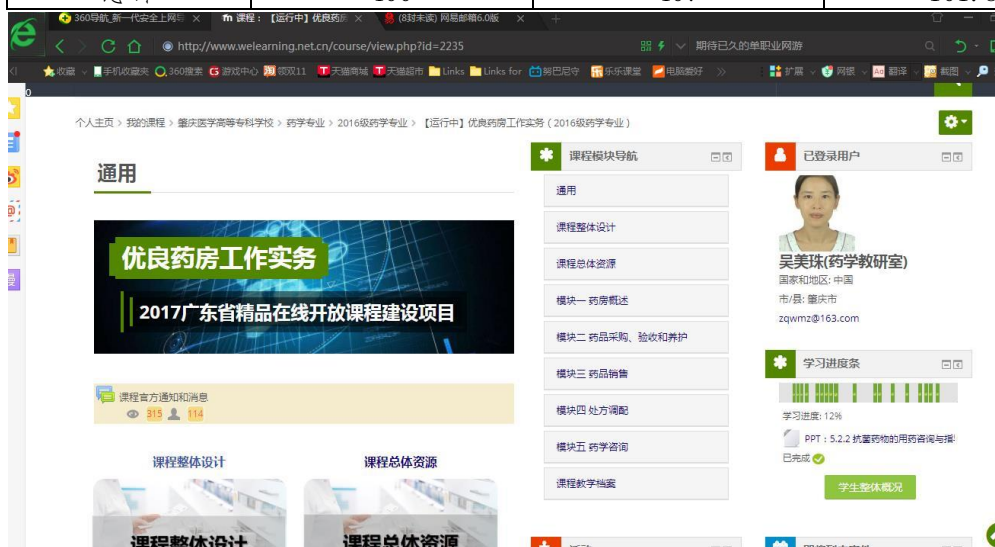 360导航_新一代安全上网导
课程：【运行中】优良药房
(8封未读) 网易邮箱6.0版
http://www.welearning.net.cn/course/view.php?id=2235
期待已久的单职业网游
收藏 手机收藏夹 360搜索 游戏中心 领双11 天猫商城 天猫超市 Links Links for 努巴尼守 乐乐课堂 电脑爱好 扩展 网银 翻译 截图
0
个人主页 > 我的课程 > 肇庆医学高等专科学校 > 药学专业 > 2016级药学专业 > 【运行中】优良药房工作实务 ( 2016级药学专业 )
通用
优良药房工作实务
2017广东省精品在线开放课程建设项目
课程官方通知和消息
315 114
课程整体设计
课程总体资源
课程整体设计
课程总体资源
课程模块导航
通用
课程整体设计
课程总体资源
模块一 药房概述
模块二 药品采购、验收和养护
模块三 药品销售
模块四 处方调配
模块五 药学咨询
课程教学档案
已登录用户
吴美珠(药学教研室)
国家和地区: 中国
市/县: 肇庆市
zqwmz@163.com
学习进度条
学习进度: 12%
PPT：5.2.2 抗菌药物的用药咨询与指
已完成
学生整体概况